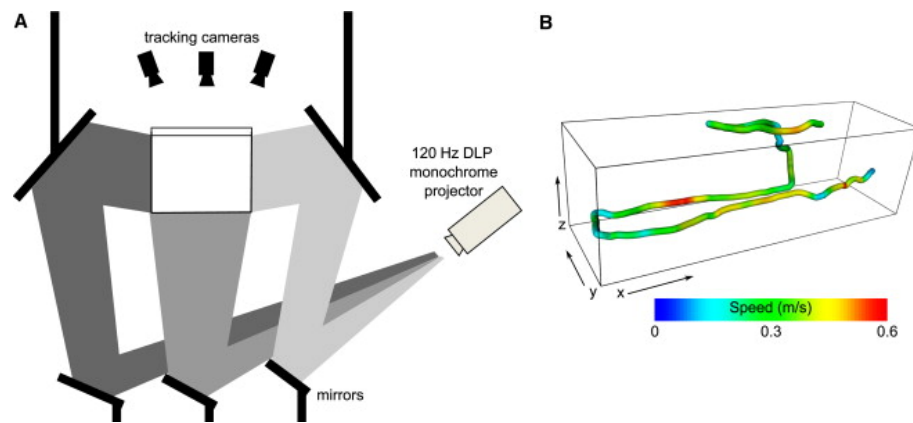 A
tracking cameras
120 Hz DLP
monochrome
projector
mirrors
B
z
y
x
Speed (m/s)
0
0.3
0.6